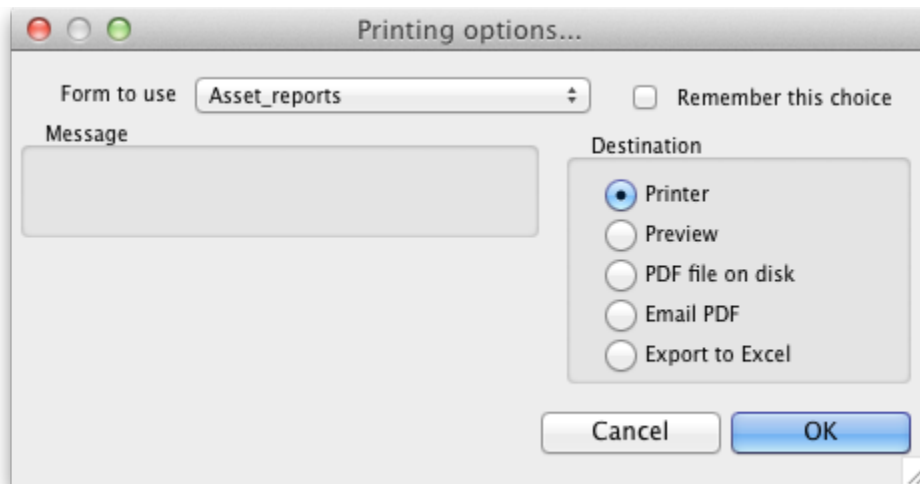 Printing options...
Form to use Asset_reports Remember this choice
Message
Destination
Printer
Preview
PDF file on disk
Email PDF
Export to Excel
Cancel OK